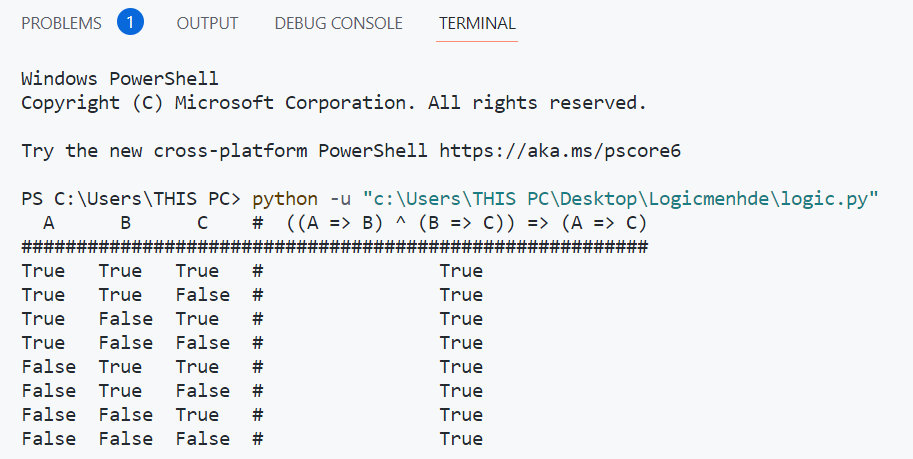 PROBLEMS 1 OUTPUT DEBUG CONSOLE TERMINAL
Windows PowerShell
Copyright (C) Microsoft Corporation. All rights reserved.
Try the new cross-platform PowerShell https://aka.ms/pscore6
PS C:\Users\THIS PC> python -u "c:\Users\THIS PC\Desktop\Logicmenhde\logic.py"
  A      B      C    #  ((A => B) ^ (B => C)) => (A => C)
#########################################################
True   True   True   #                True
True   True   False  #                True
True   False  True   #                True
True   False  False  #                True
False  True   True   #                True
False  True   False  #                True
False  False  True   #                True
False  False  False  #                True